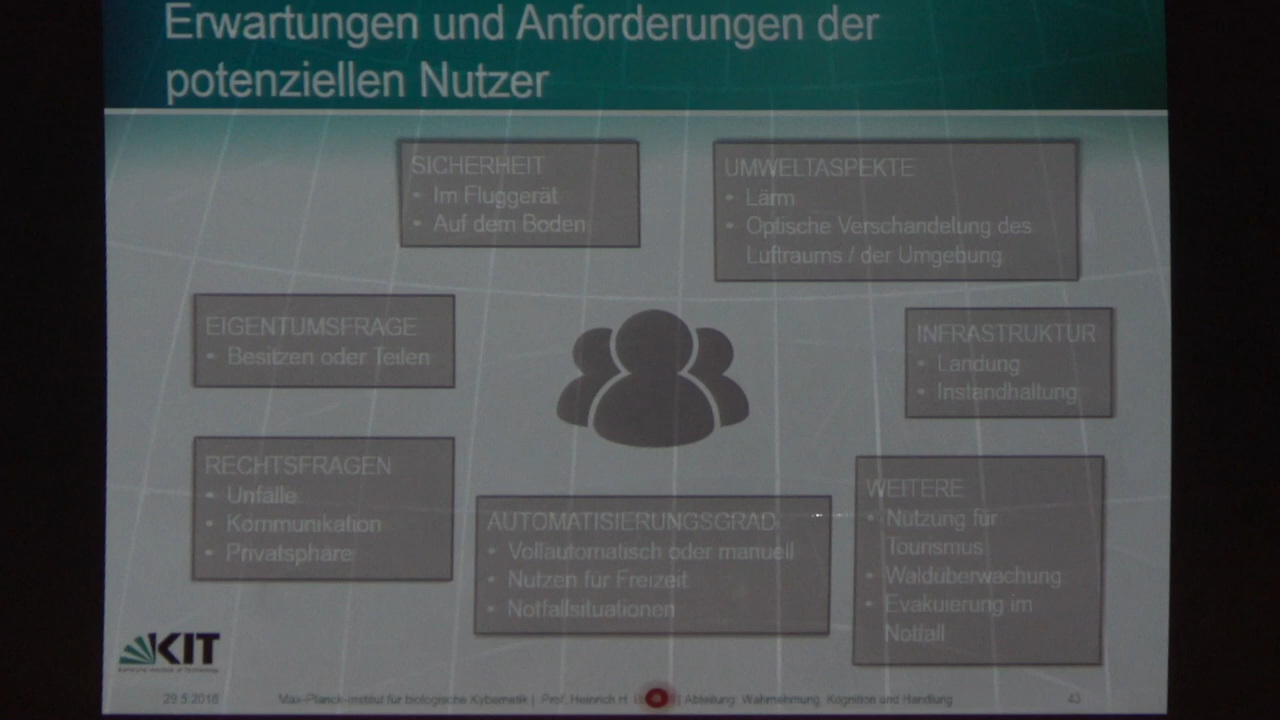 Erwartungen und Anforderungen der
potenziellen Nutzer
SICHERHEIT
• Im Fluggerät
• Auf dem Boden
UMWELTASPEKTE
• Lärm
• Optische Verschandelung des
Luftraums / der Umgebung
EIGENTUMSFRAGE
• Besitzen oder Teilen
INFRASTRUKTUR
• Landung
• Instandhaltung
RECHTSFRAGEN
• Unfälle
• Kommunikation
• Privatsphäre
AUTOMATISIERUNGSGRAD
• Vollautomatisch oder manuell
• Nutzen für Freizeit
• Notfallsituationen
WEITERE
• Nutzung für
Tourismus
• Waldüberwachung
• Evakuierung im
Notfall
KIT
29.5.2018
Max-Planck-Institut für biologische Kybernetik | Prof. Heinrich H. Abteilung: Wahrnehmung, Kognition und Handlung
43